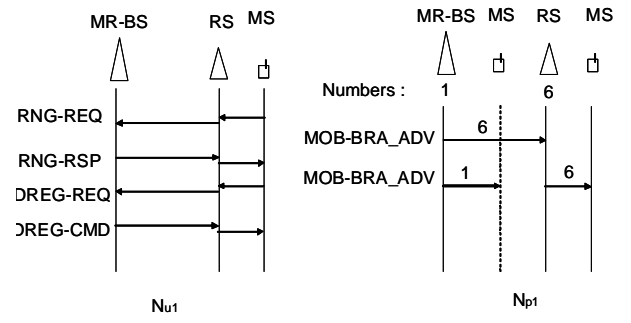 MR-BS RS MS
RNG-REQ
RNG-RSP
DREG-REQ
DREG-CMD
Nu1
MR-BS MS RS MS
Numbers : 1 6
MOB-BRA_ADV 6
MOB-BRA_ADV 1 6
Np1